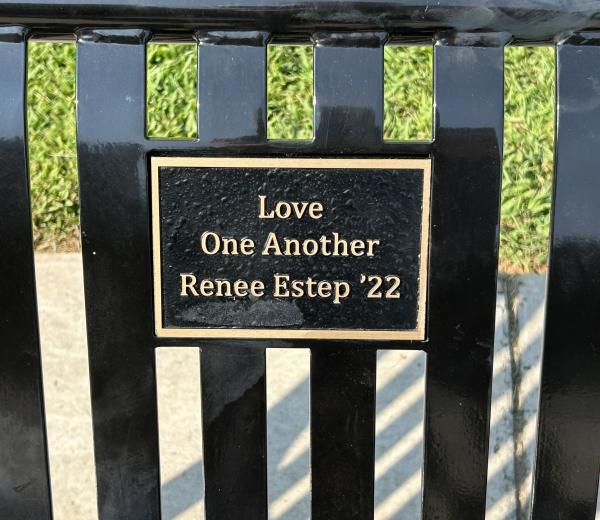 Love
One Another
Renee Estep ’22